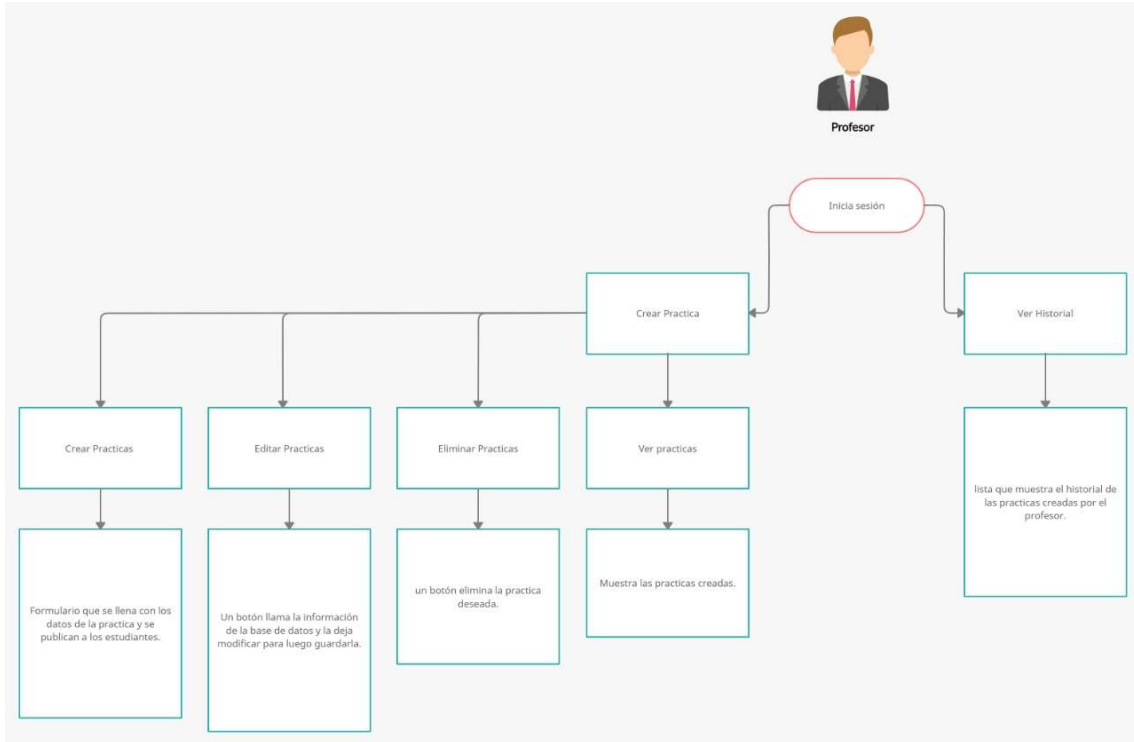 Profesor
Inicia sesión
Crear Practica
Ver Historial
Crear Practicas
Editar Practicas
Eliminar Practicas
Ver practicas
Formulario que se llena con los
datos de la practica y se
publican a los estudiantes.
Un botón llama la información
de la base de datos y la deja
modificar para luego guardarla.
un botón elimina la practica
deseada.
Muestra las practicas creadas.
lista que muestra el historial de
las practicas creadas por el
profesor.